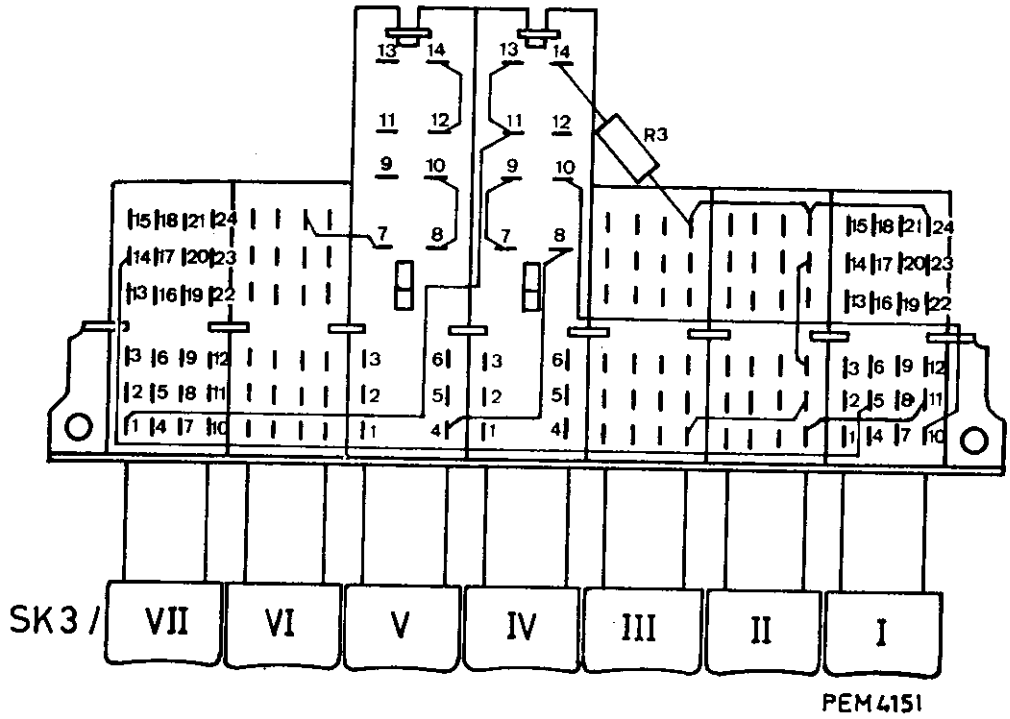 13 14 13 14
R3
11 12 11 12
9 10 9 10
15 18 21 24 15 18 21 24
7 8 7 8
14 17 20 23 14 17 20 23
13 16 19 22 13 16 19 22
3 6 9 12 3 6 3 6 3 6 9 12
2 5 8 11 2 5 2 5 2 5 8 11
1 4 7 10 1 4 1 4 1 4 7 10
SK3/ VII VI V IV III II I
PEM4151